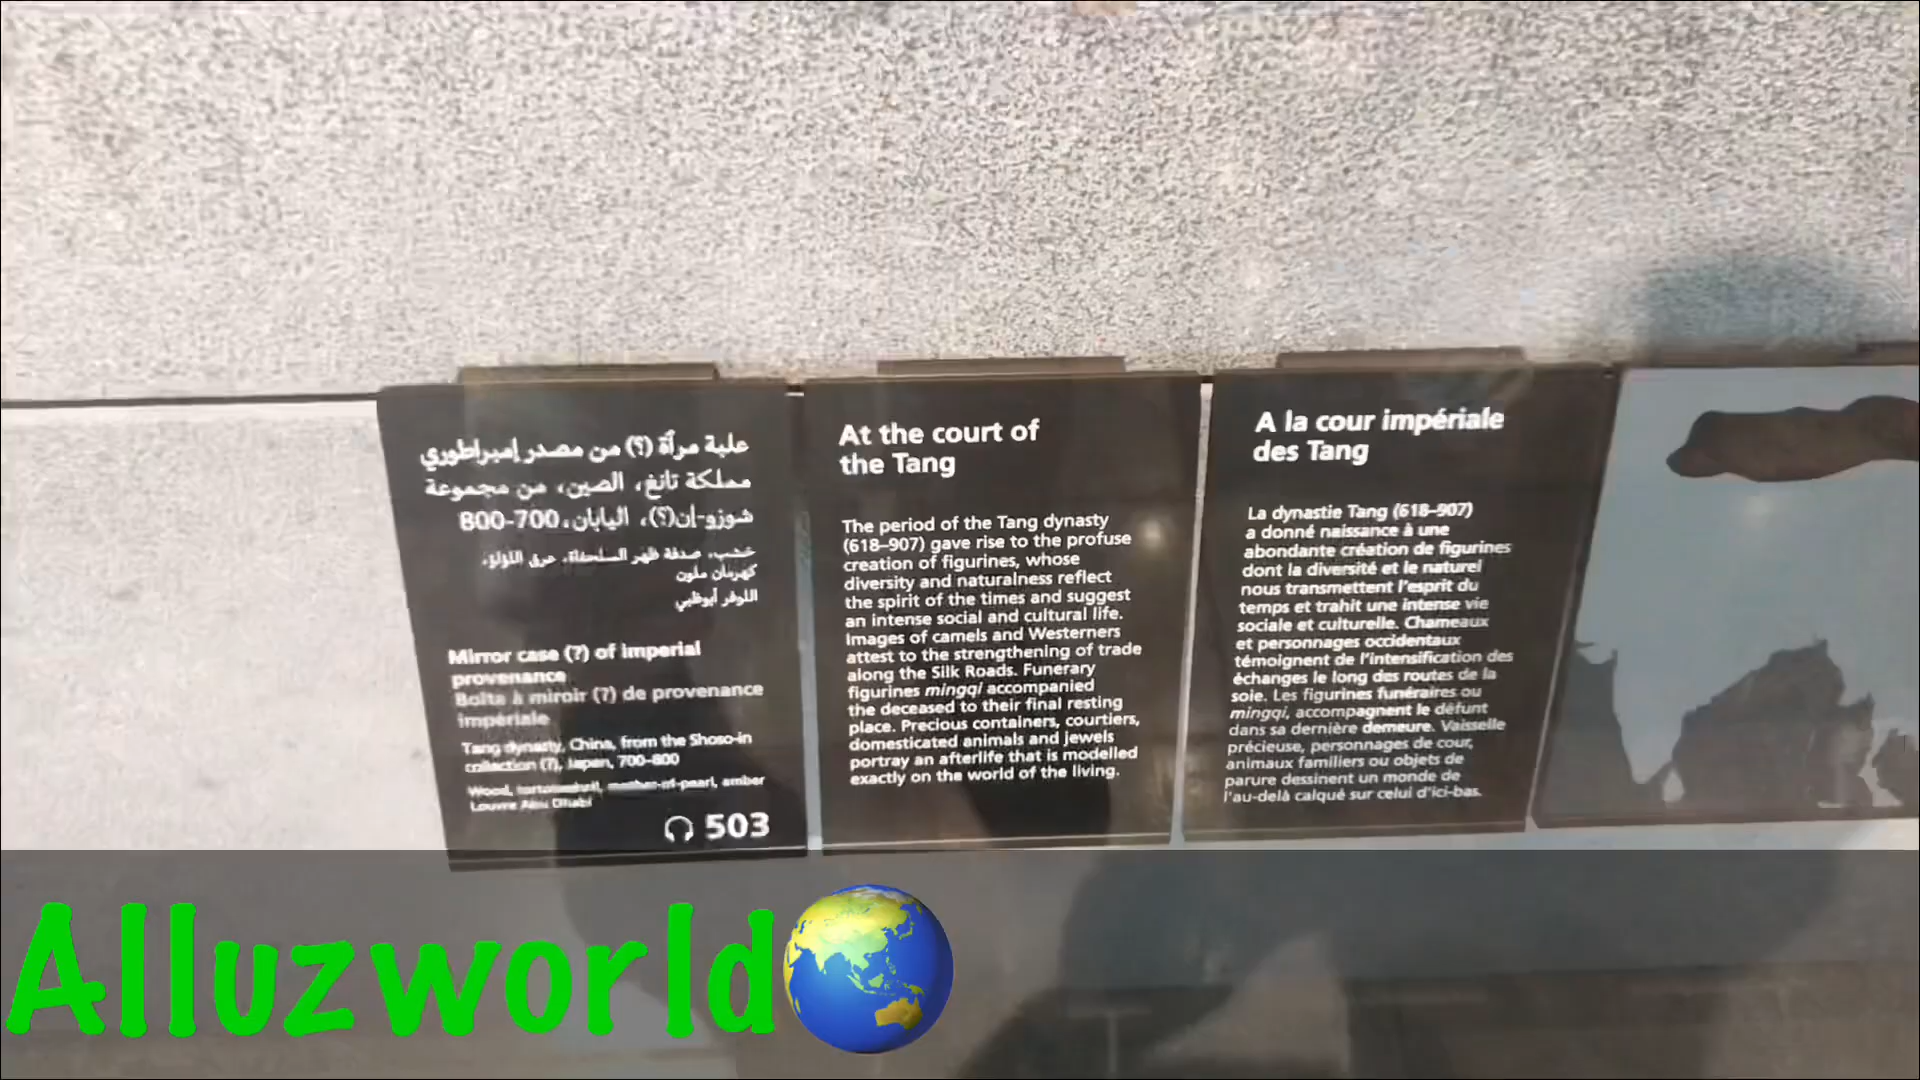 علبة مرآة (؟) من مصدر إمبراطوري
مملكة تانغ، الصين، من مجموعة
شوزو-إن(؟)، اليابان، 700-800
خشب، صدفة ظهر السلحفاة، عرق اللؤلؤ،
كهرمان ملون
اللوفر أبوظبي
Mirror case (?) of imperial
provenance
Boîte à miroir (?) de provenance
impériale
Tang dynasty, China, from the Shoso-in
collection (?), Japan, 700–800
Wood, tortoiseshell, mother-of-pearl, amber
Louvre Abu Dhabi
503
At the court of
the Tang
The period of the Tang dynasty
(618–907) gave rise to the profuse
creation of figurines, whose
diversity and naturalness reflect
the spirit of the times and suggest
an intense social and cultural life.
Images of camels and Westerners
attest to the strengthening of trade
along the Silk Roads. Funerary
figurines mingqi accompanied
the deceased to their final resting
place. Precious containers, courtiers,
domesticated animals and jewels
portray an afterlife that is modelled
exactly on the world of the living.
A la cour impériale
des Tang
La dynastie Tang (618–907)
a donné naissance à une
abondante création de figurines
dont la diversité et le naturel
nous transmettent l'esprit du
temps et trahit une intense vie
sociale et culturelle. Chameaux
et personnages occidentaux
témoignent de l'intensification des
échanges le long des routes de la
soie. Les figurines funéraires ou
mingqi, accompagnent le défunt
dans sa dernière demeure. Vaisselle
précieuse, personnages de cour,
animaux familiers ou objets de
parure dessinent un monde de
l'au-delà calqué sur celui d'ici-bas.
Alluzworld